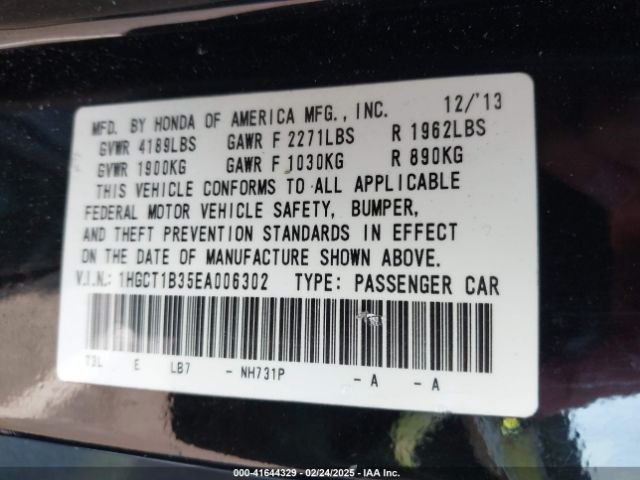 MFD. BY HONDA OF AMERICA MFG., INC. 12/'13
GVWR 4189LBS GAWR F 2271LBS R 1962LBS
GVWR 1900KG GAWR F 1030KG R 890KG
THIS VEHICLE CONFORMS TO ALL APPLICABLE
FEDERAL MOTOR VEHICLE SAFETY, BUMPER,
AND THEFT PREVENTION STANDARDS IN EFFECT
ON THE DATE OF MANUFACTURE SHOWN ABOVE.
V.I.N.: 1HGCT1B35EA006302 TYPE: PASSENGER CAR
T3L E LB7 - NH731P - A - A
000-41644329 - 02/24/2025 - IAA Inc.